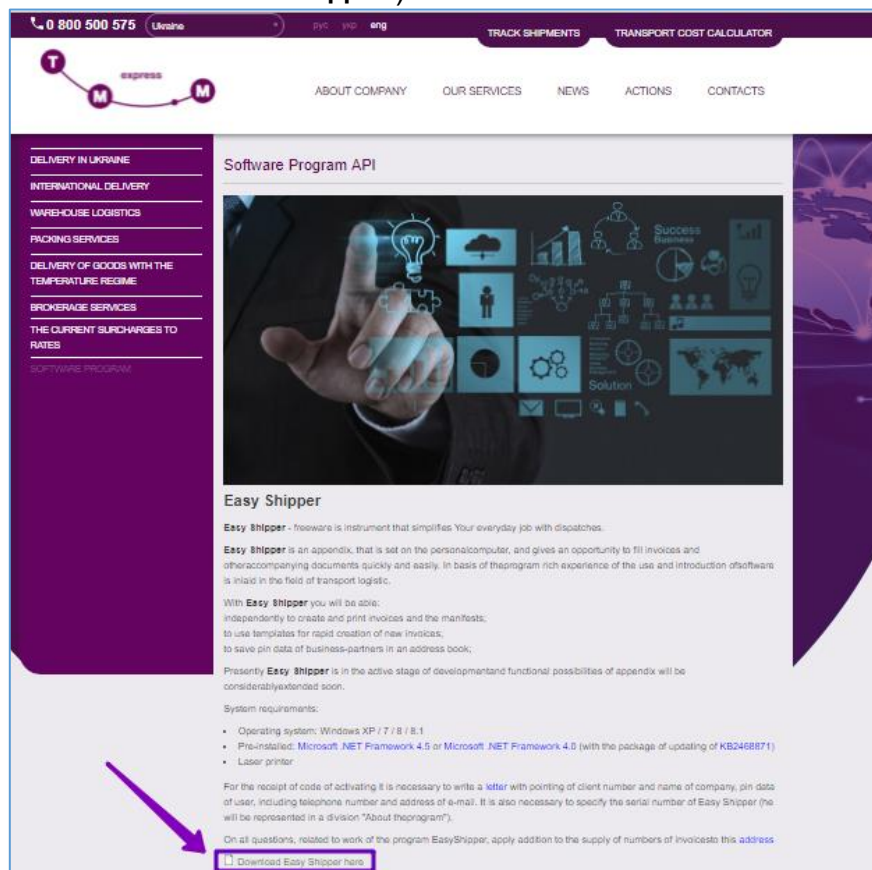 0 800 500 575 Ukraine рус укр eng
TRACK SHIPMENTS TRANSPORT COST CALCULATOR
T express M M
ABOUT COMPANY OUR SERVICES NEWS ACTIONS CONTACTS
DELIVERY IN UKRAINE
INTERNATIONAL DELIVERY
WAREHOUSE LOGISTICS
PACKING SERVICES
DELIVERY OF GOODS WITH THE
TEMPERATURE REGIME
BROKERAGE SERVICES
THE CURRENT SURCHARGES TO
RATES
SOFTWARE PROGRAM
Software Program API
Success
Business
Solution
Easy Shipper
Easy Shipper - freeware is instrument that simplifies Your everyday job with dispatches.
Easy Shipper is an appendix, that is set on the personalcomputer, and gives an opportunity to fill invoices and
otheraccompanying documents quickly and easily. In basis of theprogram rich experience of the use and introduction ofsoftware
is inlaid in the field of transport logistic.
With Easy Shipper you will be able:
independently to create and print invoices and the manifests;
to use templates for rapid creation of new invoices;
to save pin data of business-partners in an address book;
Presently Easy Shipper is in the active stage of developmentand functional possibilities of appendix will be
considerablyextended soon.
System requirements:
Operating system: Windows XP / 7 / 8 / 8.1
Pre-installed: Microsoft .NET Framework 4.5 or Microsoft .NET Framework 4.0 (with the package of updating of KB2468871)
Laser printer
For the receipt of code of activating it is necessary to write a letter with pointing of client number and name of company, pin data
of user, including telephone number and address of e-mail. It is also necessary to specify the serial number of Easy Shipper (he
will be represented in a division "About theprogram").
On all questions, related to work of the program EasyShipper, apply addition to the supply of numbers of invoicesto this address
Download Easy Shipper here